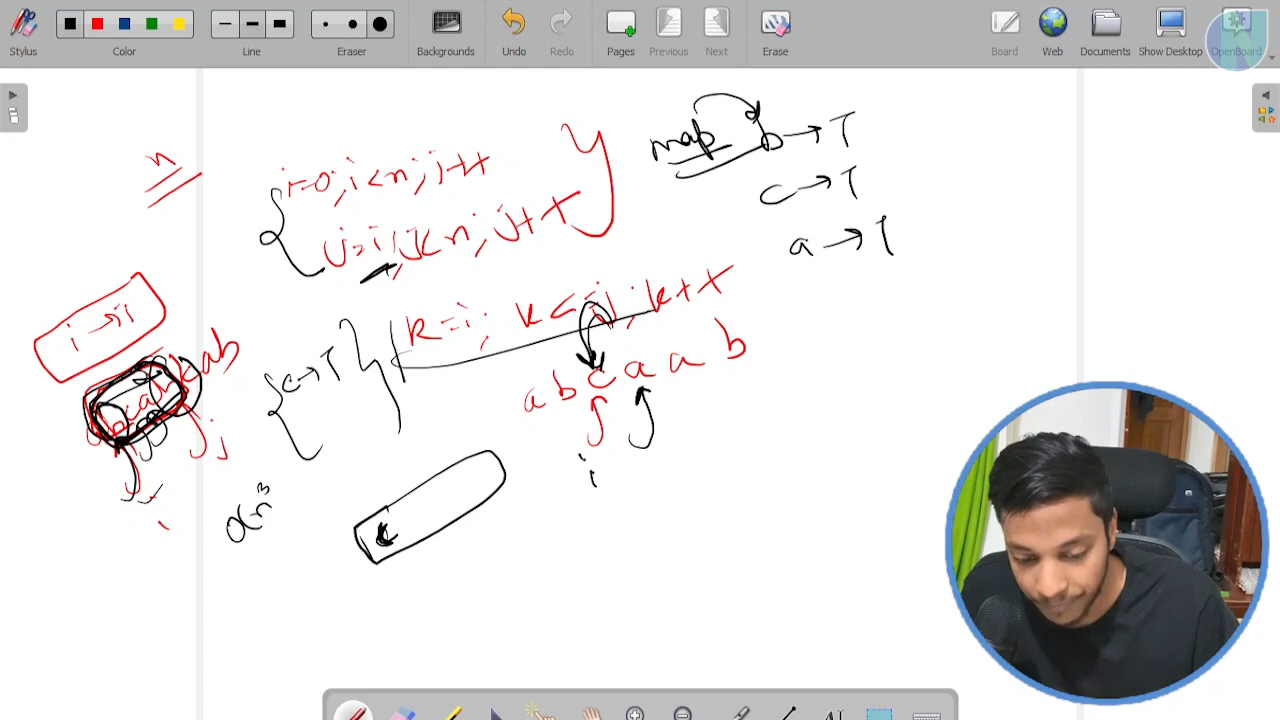 Stylus
Color
Line
Eraser
Backgrounds
Undo
Redo
Pages
Previous
Next
Erase
Board
Web
Documents
Show Desktop
OpenBoard
n
i=0; i<n; i++
j=i; j<n; j++
map b → T
c → T
a → T
k=i; k<=j; k++
i → j
c → T
a b c a a b
cab
j
i
O(n³
c